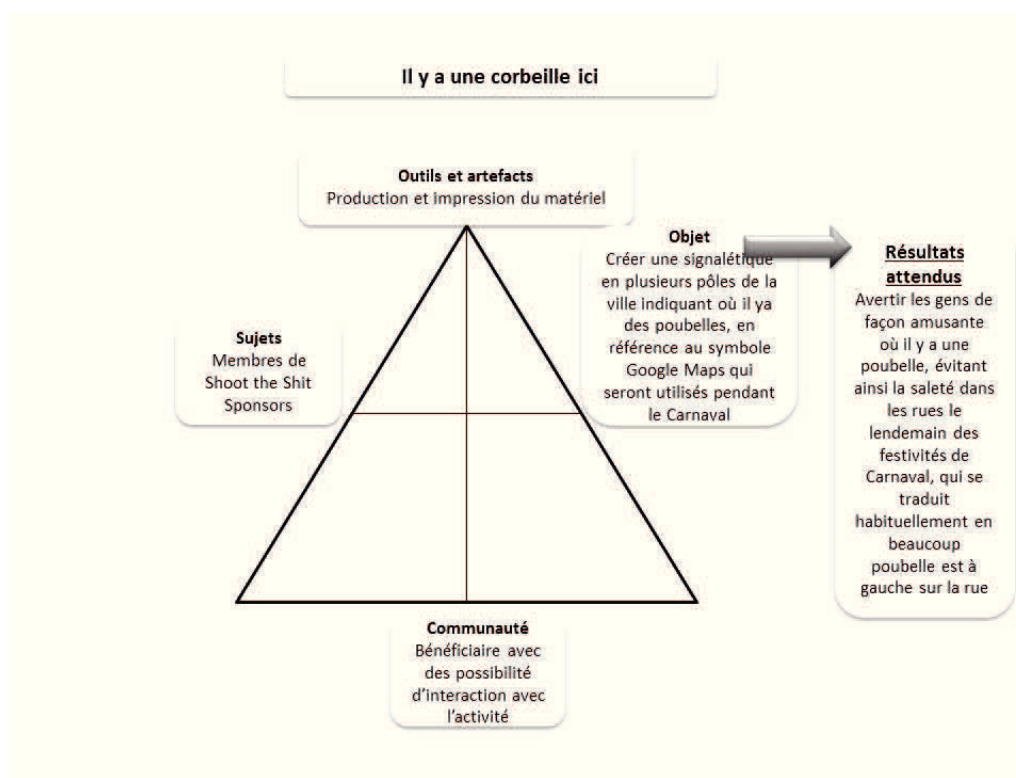 Il y a une corbeille ici
Outils et artefacts
Production et impression du matériel
Sujets
Membres de
Shoot the Shit
Sponsors
Objet
Créer une signalétique
en plusieurs pôles de la
ville indiquant où il ya
des poubelles, en
référence au symbole
Google Maps qui
seront utilisés pendant
le Carnaval
Résultats
attendus
Avertir les gens de
façon amusante
où il y a une
poubelle, évitant
ainsi la saleté dans
les rues le
lendemain des
festivités de
Carnaval, qui se
traduit
habituellement en
beaucoup
poubelle est à
gauche sur la rue
Communauté
Bénéficiaire avec
des possibilité
d'interaction avec
l'activité